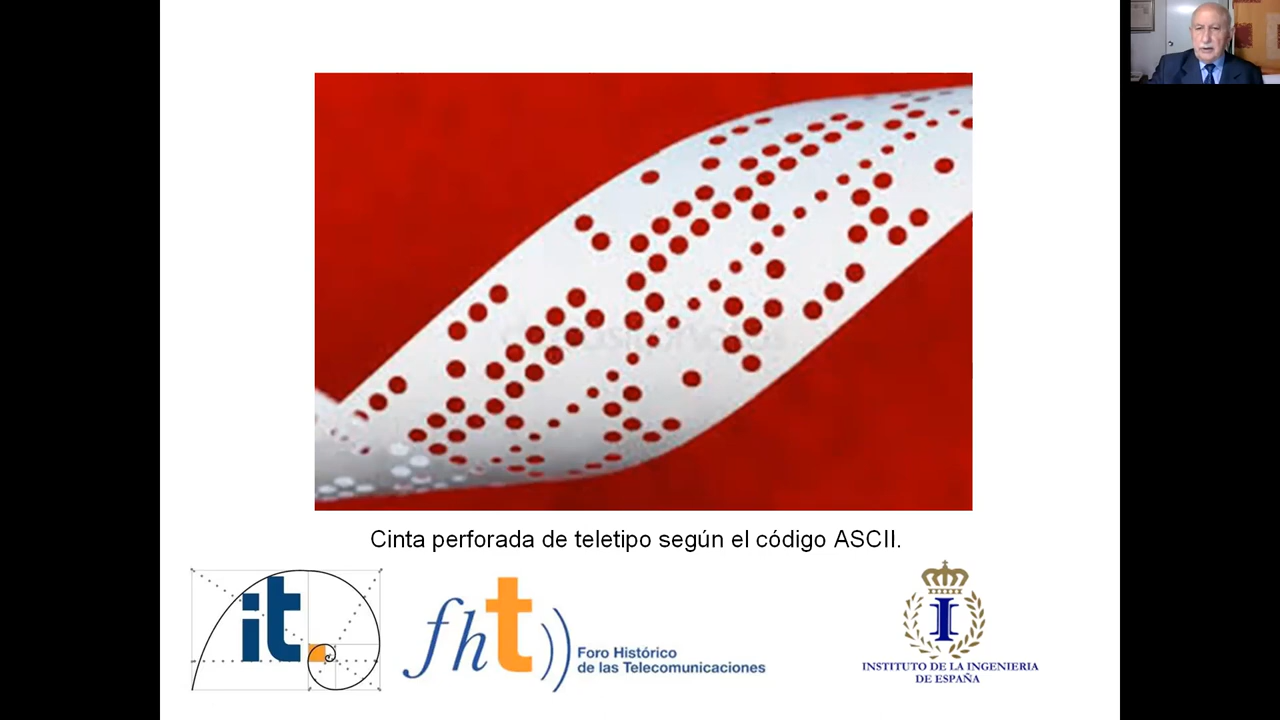 Cinta perforada de teletipo según el código ASCII.
it
fht
Foro Histórico
de las Telecomunicaciones
I
INSTITUTO DE LA INGENIERIA
DE ESPAÑA